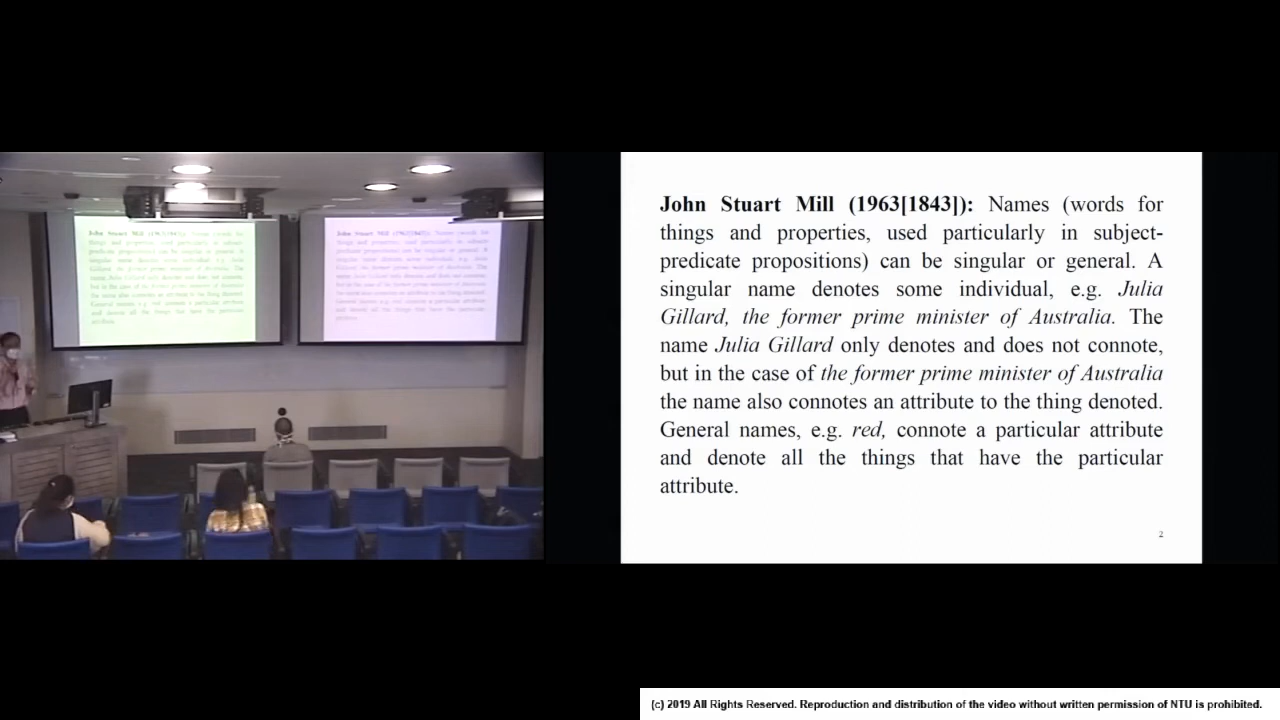 John Stuart Mill (1963[1843]): Names (words for
things and properties, used particularly in subject-
predicate propositions) can be singular or general. A
singular name denotes some individual, e.g. Julia
Gillard, the former prime minister of Australia. The
name Julia Gillard only denotes and does not connote,
but in the case of the former prime minister of Australia
the name also connotes an attribute to the thing denoted.
General names, e.g. red, connote a particular attribute
and denote all the things that have the particular
attribute.
2
(c) 2019 All Rights Reserved. Reproduction and distribution of the video without written permission of NTU is prohibited.